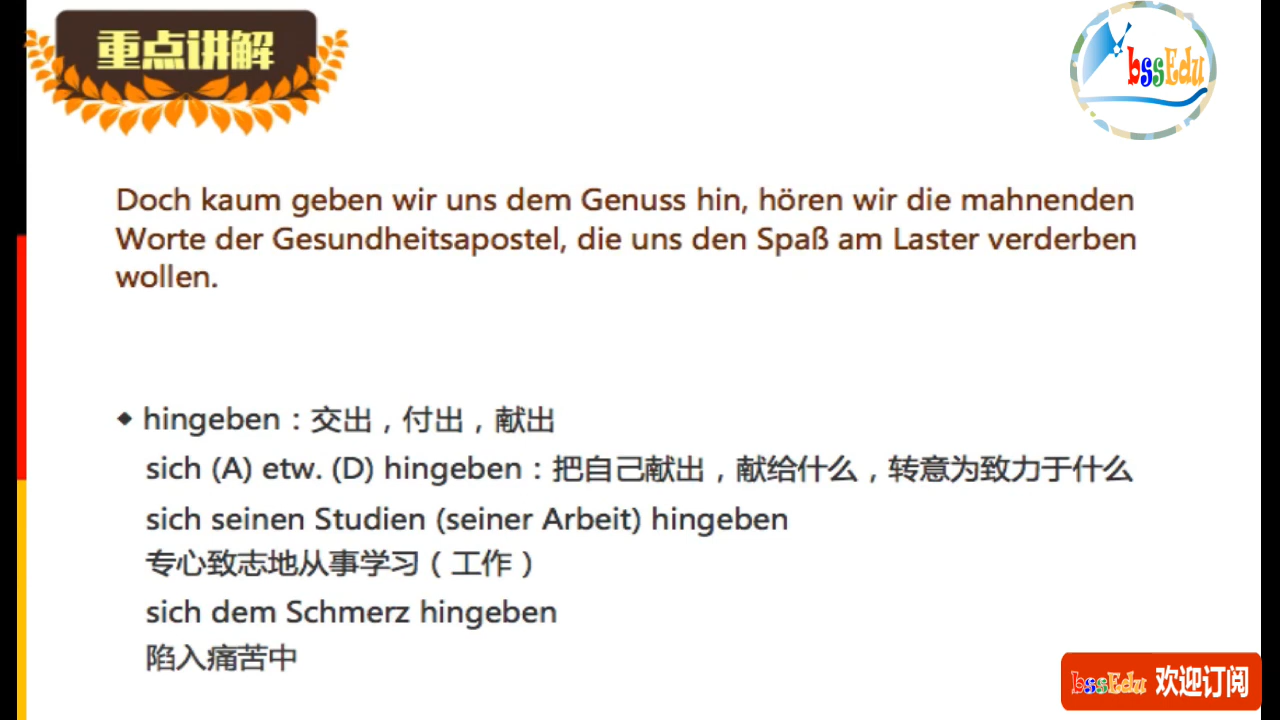 重点讲解
bssEdu
Doch kaum geben wir uns dem Genuss hin, hören wir die mahnenden
Worte der Gesundheitsapostel, die uns den Spaß am Laster verderben
wollen.
◆ hingeben：交出，付出，献出
sich (A) etw. (D) hingeben：把自己献出，献给什么，转意为致力于什么
sich seinen Studien (seiner Arbeit) hingeben
专心致志地从事学习（工作）
sich dem Schmerz hingeben
陷入痛苦中
bssEdu 欢迎订阅